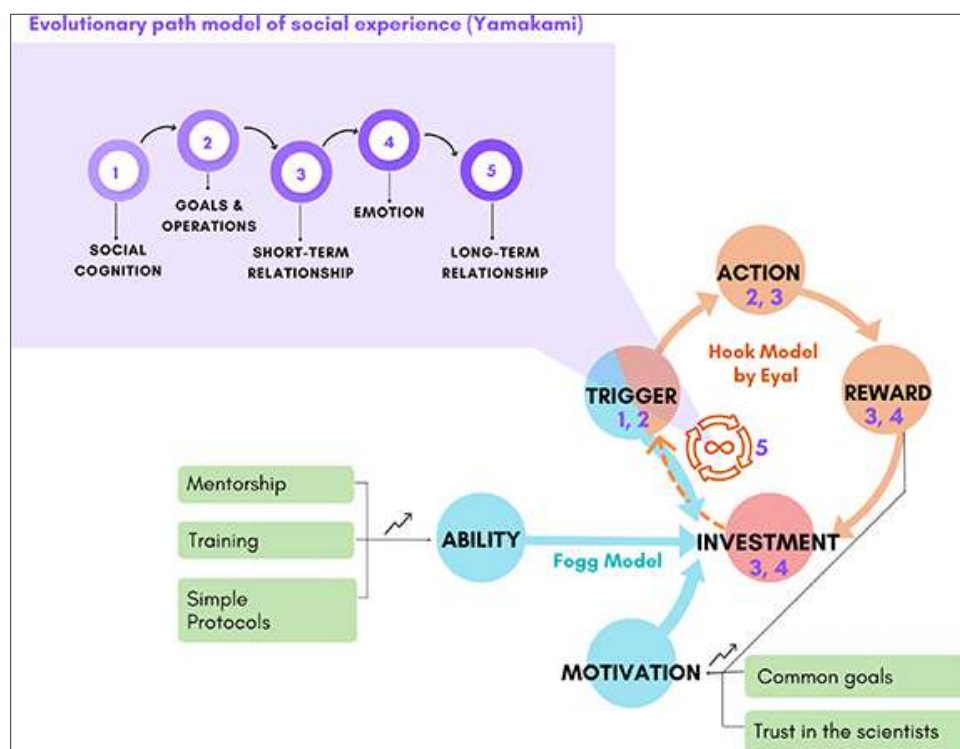 Evolutionary path model of social experience (Yamakami)
1
2
3
4
5
SOCIAL
COGNITION
GOALS &
OPERATIONS
SHORT-TERM
RELATIONSHIP
EMOTION
LONG-TERM
RELATIONSHIP
ACTION
2, 3
Hook Model
by Eyal
TRIGGER
1, 2
REWARD
3, 4
5
Mentorship
Training
Simple
Protocols
ABILITY
Fogg Model
INVESTMENT
3, 4
MOTIVATION
Common goals
Trust in the scientists